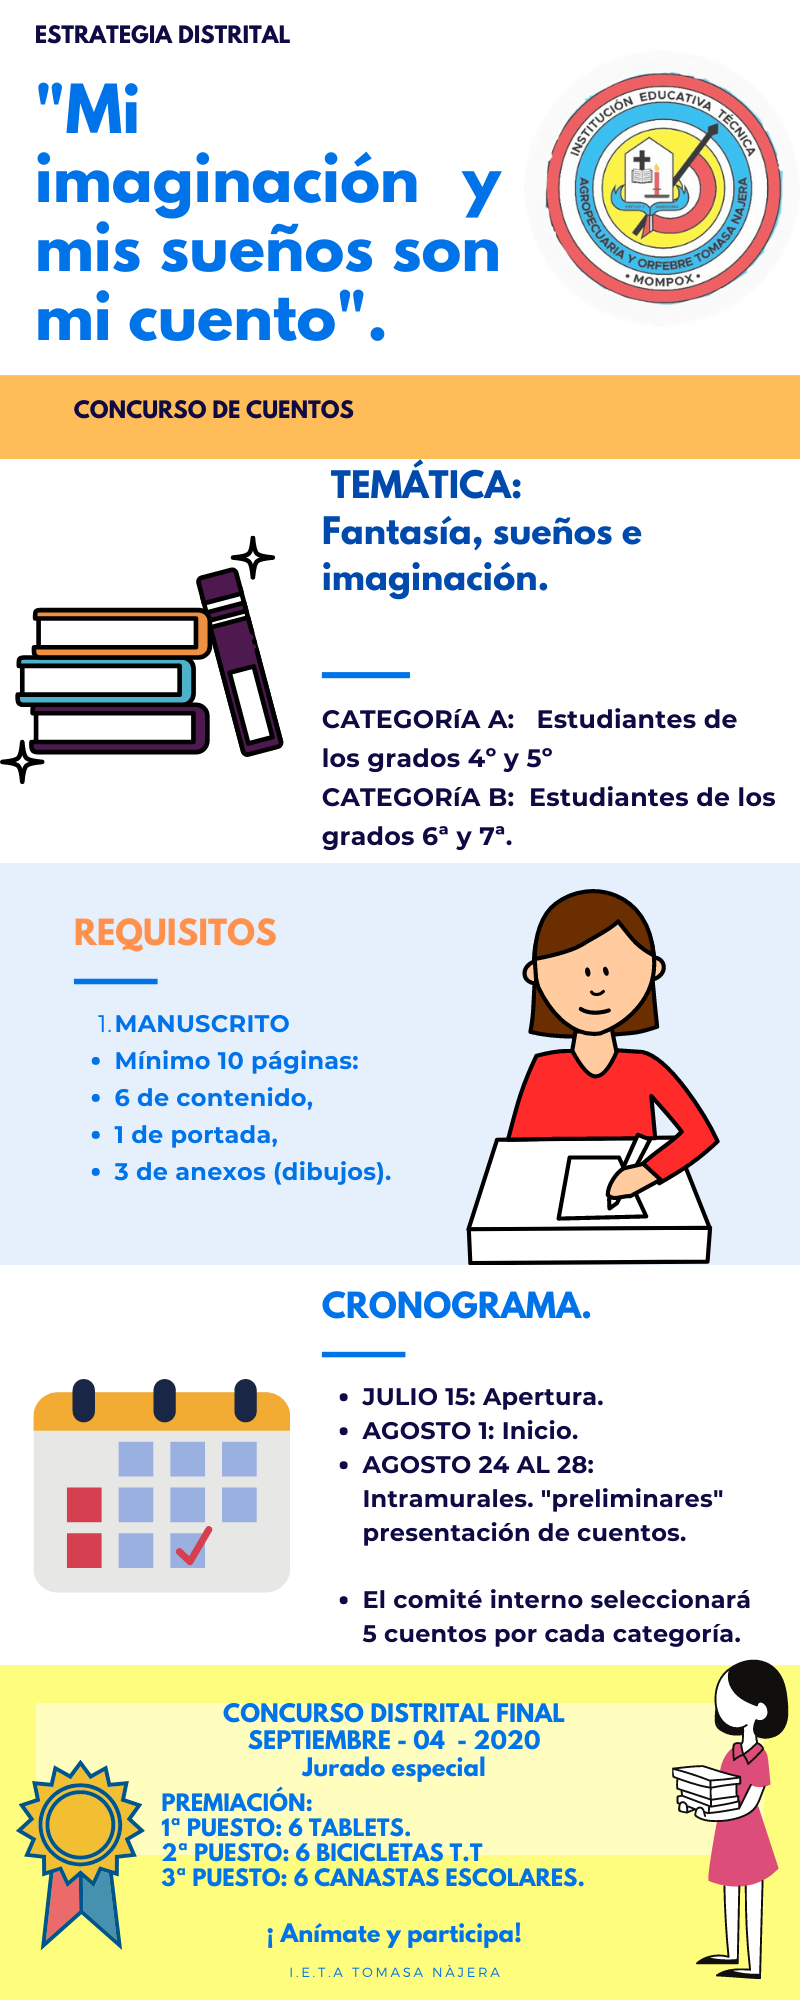 ESTRATEGIA DISTRITAL
"Mi
imaginación y
mis sueños son
mi cuento".
INSTITUCIÓN EDUCATIVA TÉCNICA
AGROPECUARIA Y ORFEBRE TOMASA NAJERA
• MOMPOX •
CONCURSO DE CUENTOS
TEMÁTICA:
Fantasía, sueños e
imaginación.
CATEGORíA A: Estudiantes de
los grados 4º y 5º
CATEGORíA B: Estudiantes de los
grados 6ª y 7ª.
REQUISITOS
1. MANUSCRITO
• Mínimo 10 páginas:
• 6 de contenido,
• 1 de portada,
• 3 de anexos (dibujos).
CRONOGRAMA.
• JULIO 15: Apertura.
• AGOSTO 1: Inicio.
• AGOSTO 24 AL 28:
Intramurales. "preliminares"
presentación de cuentos.
• El comité interno seleccionará
5 cuentos por cada categoría.
CONCURSO DISTRITAL FINAL
SEPTIEMBRE - 04 - 2020
Jurado especial
PREMIACIÓN:
1ª PUESTO: 6 TABLETS.
2ª PUESTO: 6 BICICLETAS T.T
3ª PUESTO: 6 CANASTAS ESCOLARES.
¡ Anímate y participa!
I.E.T.A TOMASA NÀJERA